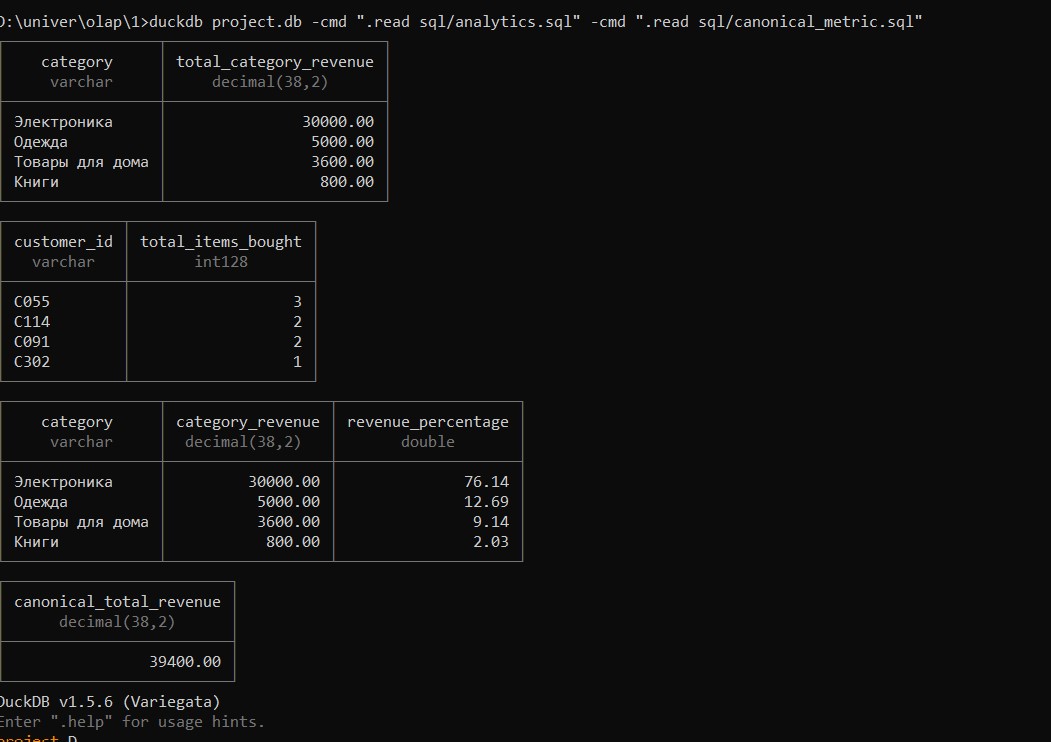 D:\univer\olap\1>duckdb project.db -cmd ".read sql/analytics.sql" -cmd ".read sql/canonical_metric.sql"
category total_category_revenue
varchar decimal(38,2)
Электроника 30000.00
Одежда 5000.00
Товары для дома 3600.00
Книги 800.00
customer_id total_items_bought
varchar int128
C055 3
C114 2
C091 2
C302 1
category category_revenue revenue_percentage
varchar decimal(38,2) double
Электроника 30000.00 76.14
Одежда 5000.00 12.69
Товары для дома 3600.00 9.14
Книги 800.00 2.03
canonical_total_revenue
decimal(38,2)
39400.00
DuckDB v1.5.6 (Variegata)
Enter ".help" for usage hints.
project D